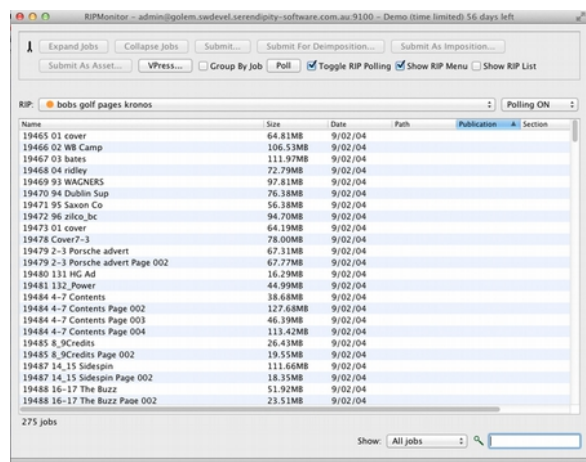 RIPMonitor - admin@golem.swdevel.serendipity-software.com.au:9100 - Demo (time limited) 56 days left
Expand Jobs Collapse Jobs Submit... Submit For Deimposition... Submit As Imposition...
Submit As Asset... VPress... Group By Job Poll Toggle RIP Polling Show RIP Menu Show RIP List
RIP: bobs golf pages kronos Polling ON
Name Size Date Path Publication Section
19465 01 cover 64.81MB 9/02/04
19466 02 WB Camp 106.53MB 9/02/04
19467 03 bates 111.97MB 9/02/04
19468 04 ridley 72.79MB 9/02/04
19469 93 WAGNERS 97.81MB 9/02/04
19470 94 Dublin Sup 76.38MB 9/02/04
19471 95 Saxon Co 56.38MB 9/02/04
19472 96 zilco_bc 94.70MB 9/02/04
19473 01 cover 64.19MB 9/02/04
19478 Cover7-3 78.00MB 9/02/04
19479 2-3 Porsche advert 67.31MB 9/02/04
19479 2-3 Porsche advert Page 002 67.77MB 9/02/04
19480 131 HG Ad 16.29MB 9/02/04
19481 132_Power 44.99MB 9/02/04
19484 4-7 Contents 38.68MB 9/02/04
19484 4-7 Contents Page 002 127.68MB 9/02/04
19484 4-7 Contents Page 003 46.39MB 9/02/04
19484 4-7 Contents Page 004 113.42MB 9/02/04
19485 8_9Credits 26.43MB 9/02/04
19485 8_9Credits Page 002 19.55MB 9/02/04
19487 14_15 Sidespin 111.66MB 9/02/04
19487 14_15 Sidespin Page 002 18.35MB 9/02/04
19488 16-17 The Buzz 51.92MB 9/02/04
19488 16-17 The Buzz Page 002 23.51MB 9/02/04
275 jobs
Show: All jobs